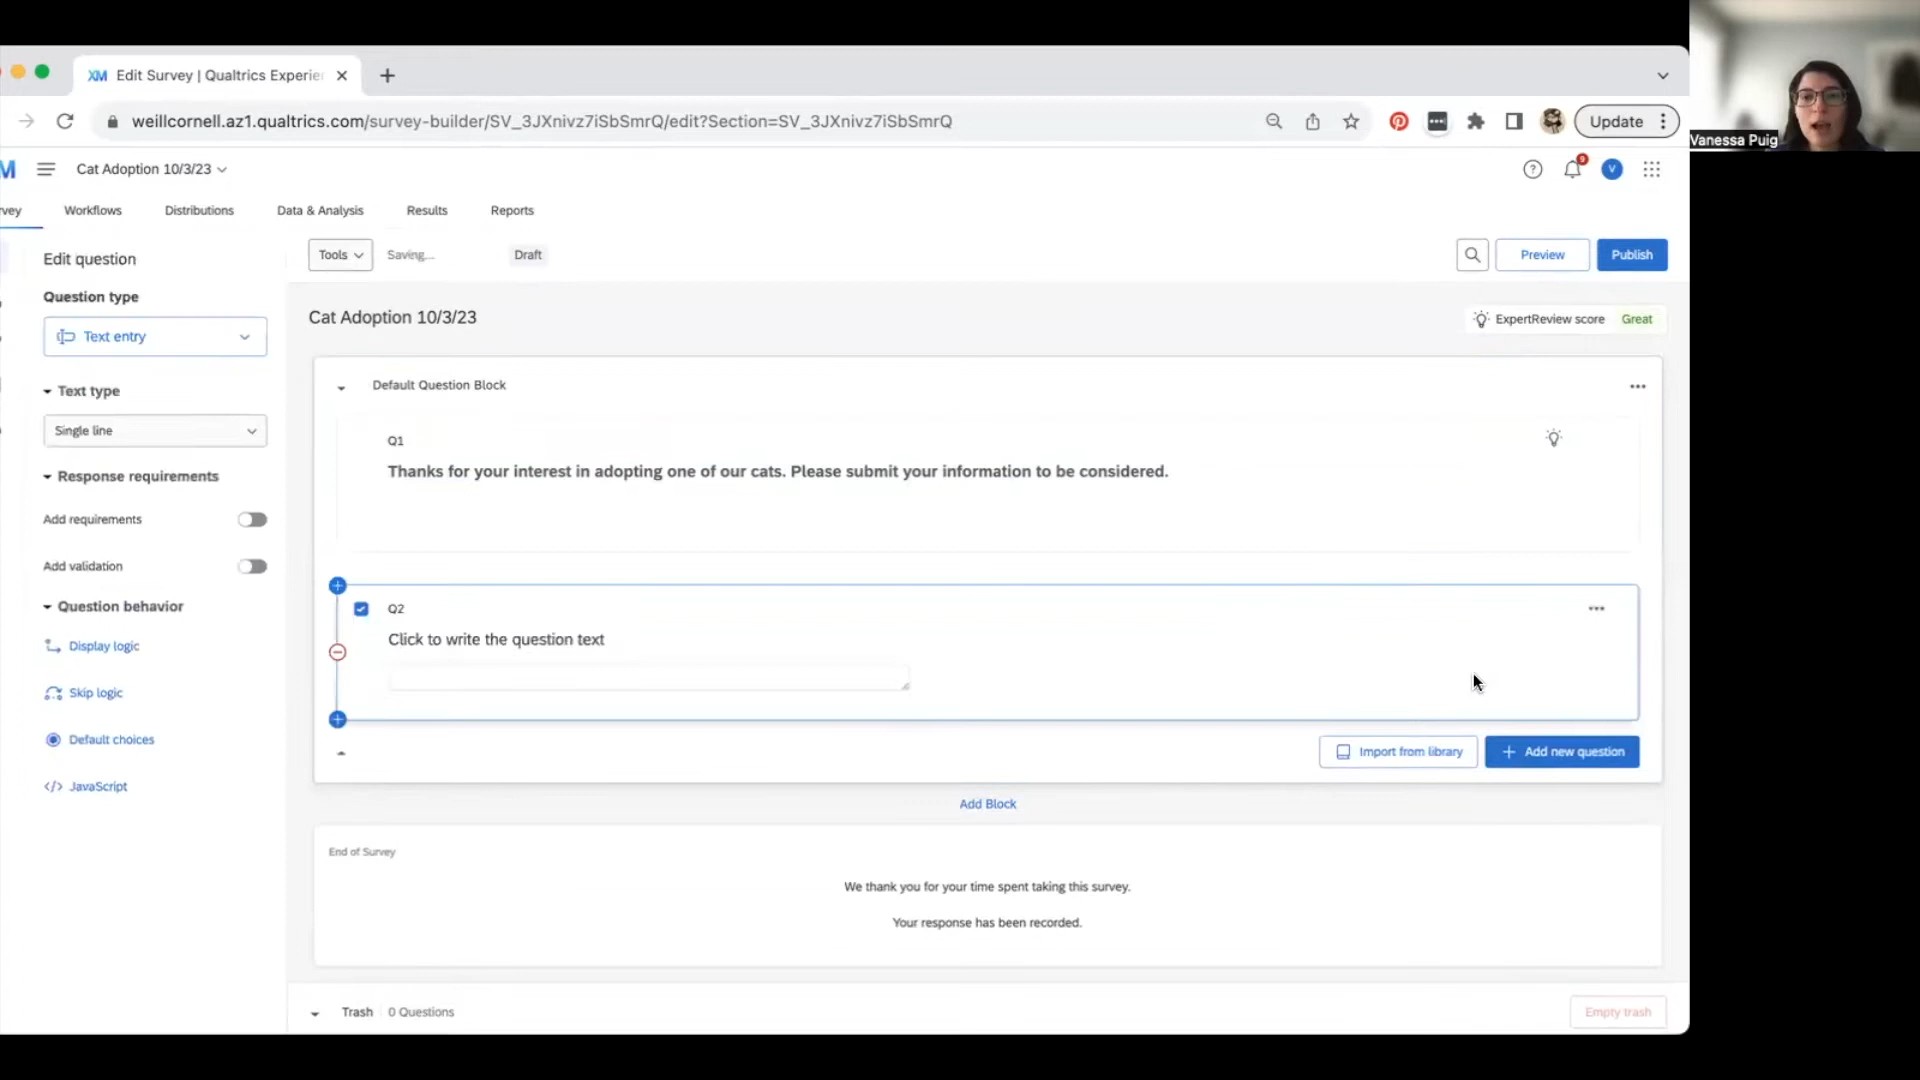 XM Edit Survey | Qualtrics Experie
weillcornell.az1.qualtrics.com/survey-builder/SV_3JXnivz7iSbSmrQ/edit?Section=SV_3JXnivz7iSbSmrQ
Update
Vanessa Puig
M
Cat Adoption 10/3/23
9
V
vey
Workflows
Distributions
Data & Analysis
Results
Reports
Edit question
Tools
Saving...
Draft
Preview
Publish
Question type
Text entry
Text type
Single line
Response requirements
Add requirements
Add validation
Question behavior
Display logic
Skip logic
Default choices
</> JavaScript
Cat Adoption 10/3/23
ExpertReview score Great
Default Question Block
Q1
Thanks for your interest in adopting one of our cats. Please submit your information to be considered.
Q2
Click to write the question text
Import from library
+ Add new question
Add Block
End of Survey
We thank you for your time spent taking this survey.
Your response has been recorded.
Trash
0 Questions
Empty trash